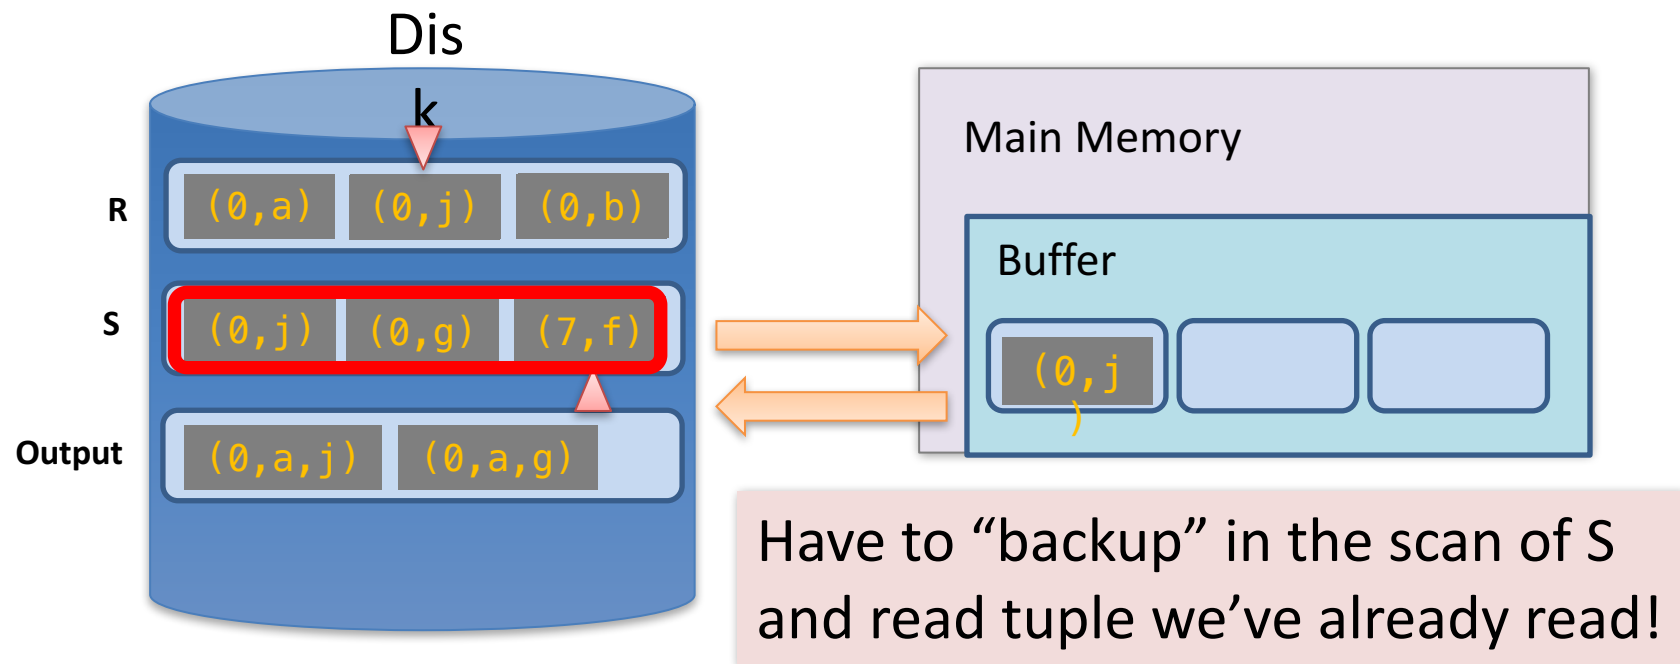 Dis
k
Main Memory
R
(0,a) (0,j) (0,b)
Buffer
S
(0,j) (0,g) (7,f)
(0,j
)
Output
(0,a,j) (0,a,g)
Have to “backup” in the scan of S
and read tuple we’ve already read!